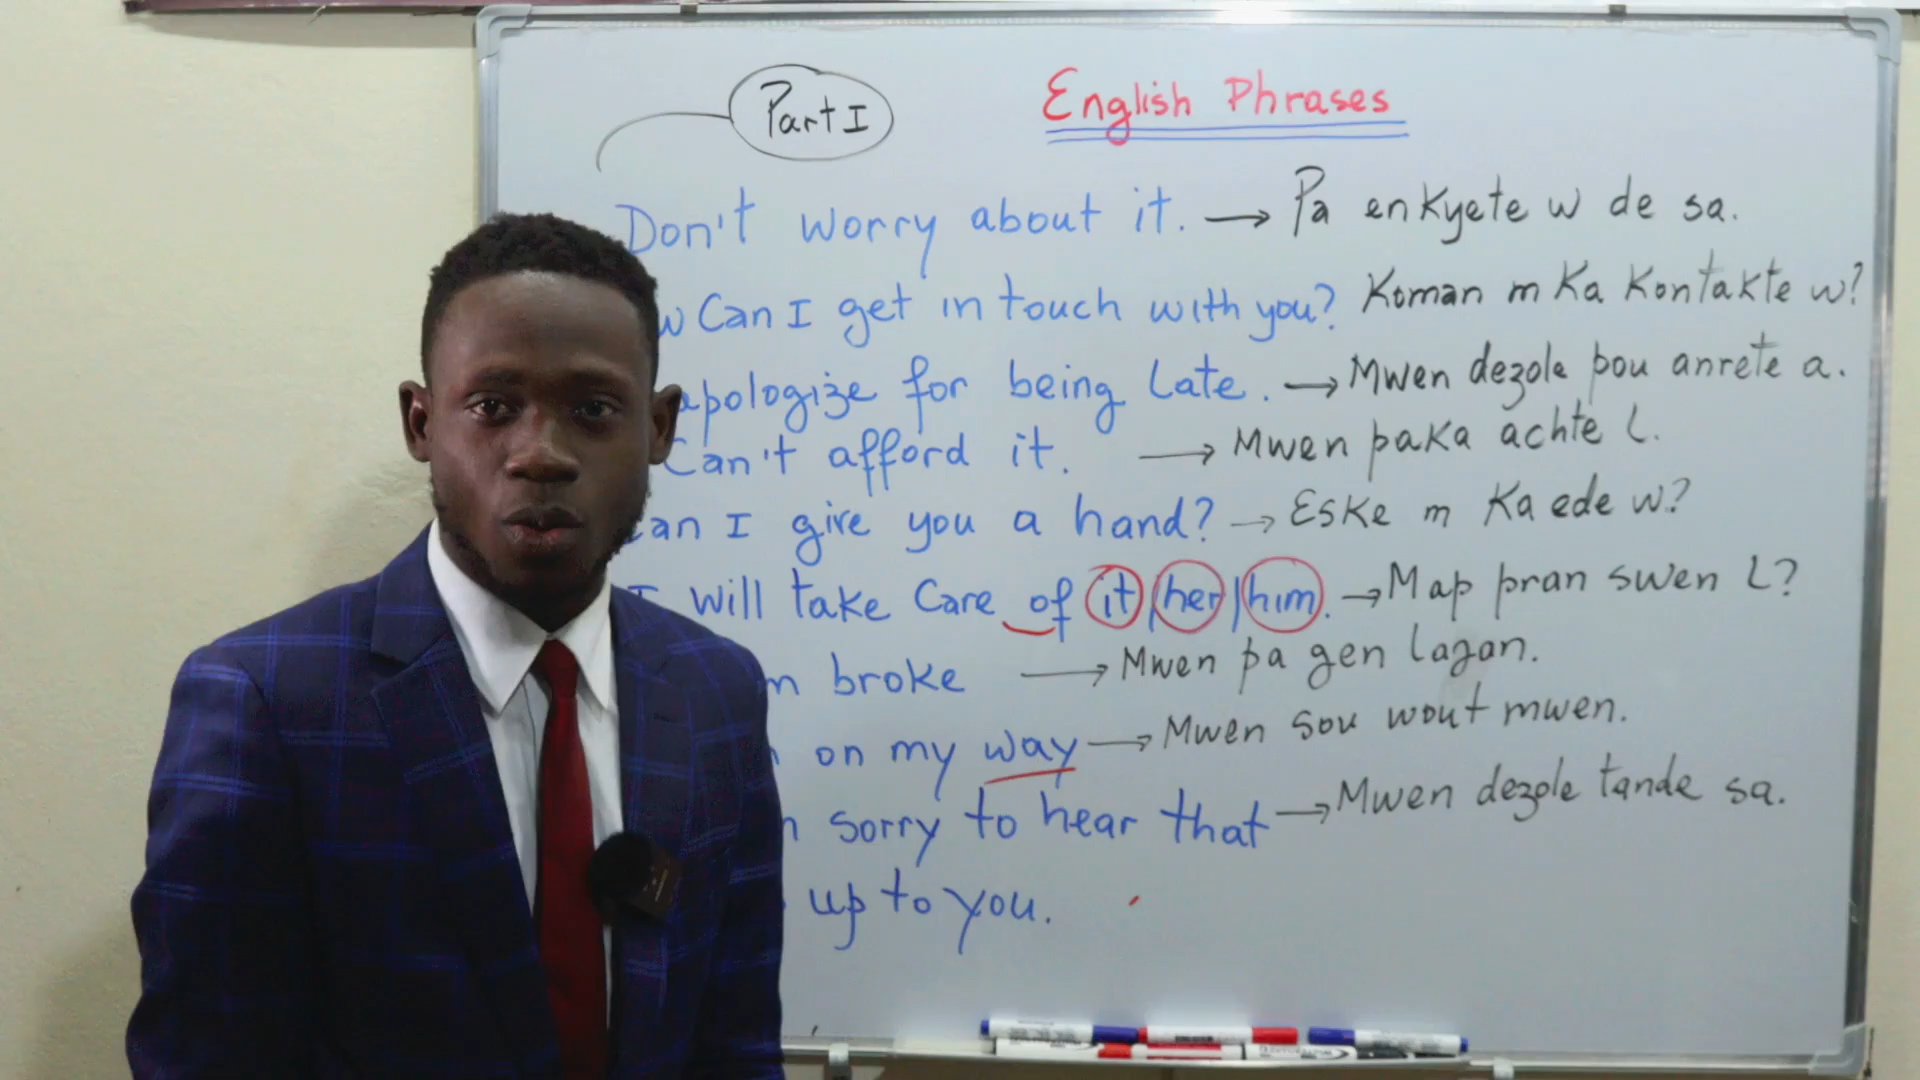 Part I
English Phrases
Don't worry about it. → Pa enkyete w de sa.
w Can I get in touch with you? Koman m Ka Kontakte w?
apologize for being Late. → Mwen dezole pou anrete a.
Can't afford it. → Mwen paka achte L.
can I give you a hand? → Eske m Ka ede w?
I will take Care of it/her/him. → Map pran swen L?
m broke → Mwen pa gen lajan.
on my way → Mwen sou wout mwen.
sorry to hear that → Mwen dezole tande sa.
up to you.